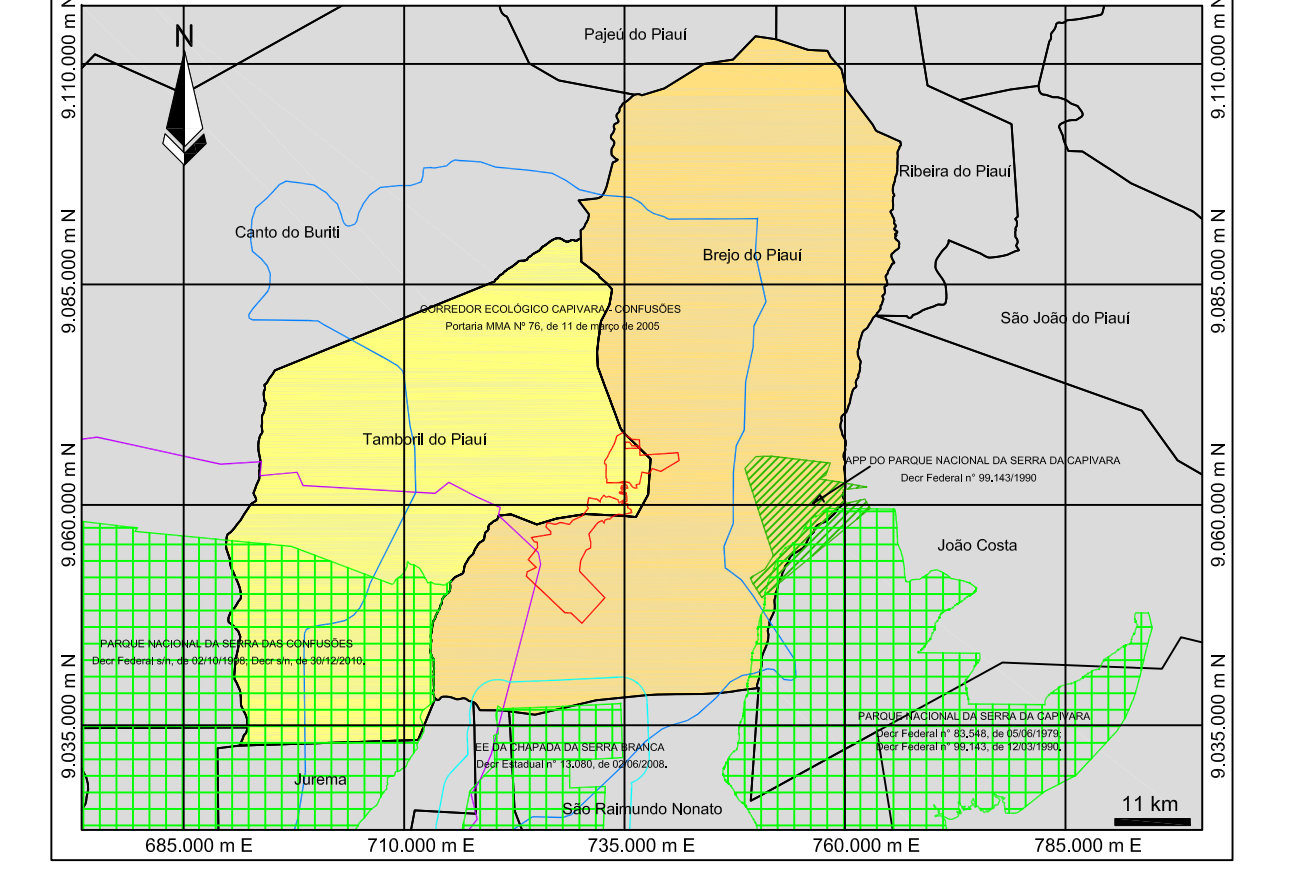 N
Pajeú do Piauí
9.110.000 m N
9.110.000 m N
Ribeira do Piauí
Canto do Buriti
Brejo do Piauí
9.085.000 m N
9.085.000 m N
CORREDOR ECOLÓGICO CAPIVARA - CONFUSÕES
Portaria MMA Nº 76, de 11 de março de 2005
São João do Piauí
Tamboril do Piauí
APP DO PARQUE NACIONAL DA SERRA DA CAPIVARA
Decr Federal n° 99.143/1990
9.060.000 m N
9.060.000 m N
João Costa
PARQUE NACIONAL DA SERRA DAS CONFUSÕES
Decr Federal s/n, de 02/10/1998; Decr s/n, de 30/12/2010.
9.035.000 m N
9.035.000 m N
PARQUE NACIONAL DA SERRA DA CAPIVARA
Decr Federal n° 83.548, de 05/06/1979;
Decr Federal n° 99.143, de 12/03/1990.
EE DA CHAPADA DA SERRA BRANCA
Decr Estadual n° 13.080, de 02/06/2008.
Jurema
São Raimundo Nonato
11 km
685.000 m E
710.000 m E
735.000 m E
760.000 m E
785.000 m E